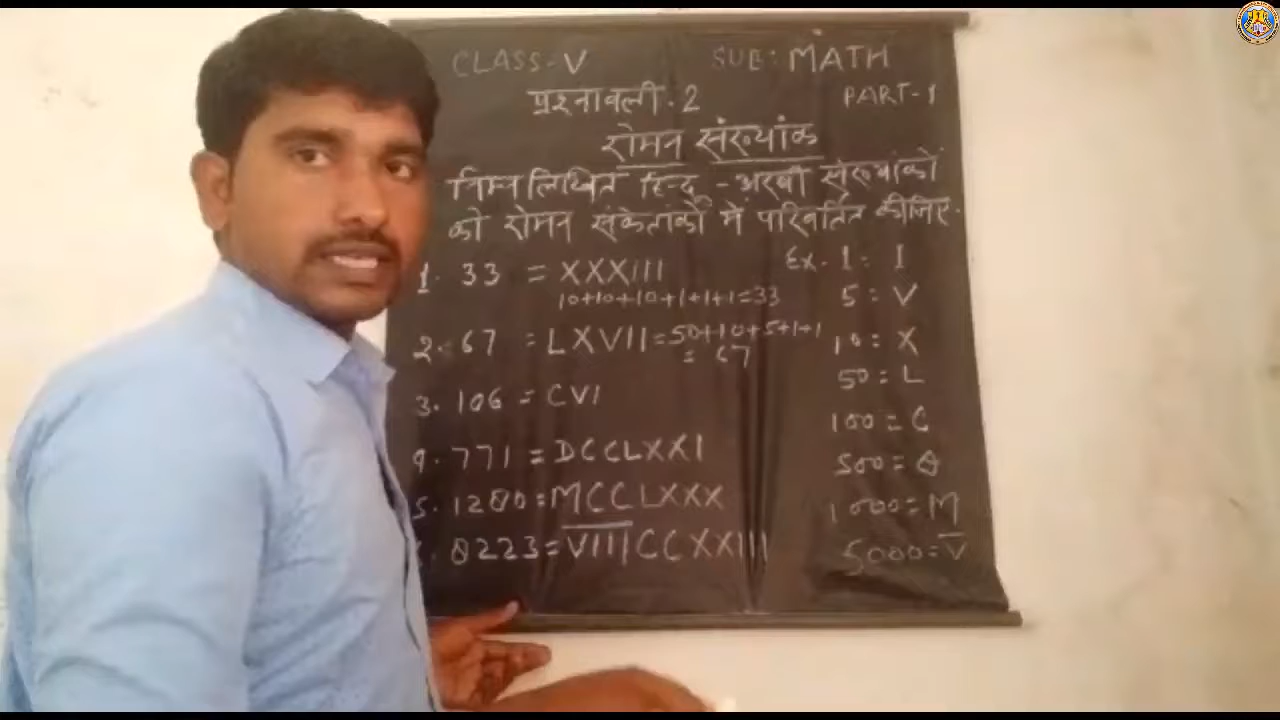 CLASS-V SUB: MATH
प्रश्नावली.2 PART-1
रोमन संख्यांक
निम्नलिखित हिन्दू-अरबी संख्यांकों
को रोमन संकेतांकों में परिवर्तित कीजिए.
1. 33 = XXXIII
10+10+10+1+1+1=33
2. 67 = LXVII=50+10+5+1+1
= 67
3. 106 = CVI
4. 771 = DCCLXXI
5. 1280=MCCLXXX
8223=V̅I̅I̅I̅CCXXIII
Ex. 1 = I
5 = V
10 = X
50 = L
100 = C
500 = D
1000 = M
5000 = V̅